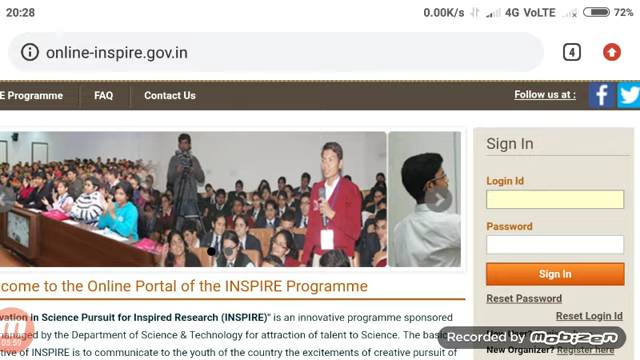 20:28 0.00K/s 4G VoLTE 72%
online-inspire.gov.in 4
E Programme FAQ Contact Us Follow us at :
Sign In
Login Id
Password
Sign In
Reset Password
Reset Login Id
come to the Online Portal of the INSPIRE Programme
vation in Science Pursuit for Inspired Research (INSPIRE)" is an innovative programme sponsored
managed by the Department of Science & Technology for attraction of talent to Science. The basic
tive of INSPIRE is to communicate to the youth of the country the excitements of creative pursuit of
New Organizer? Register here
05:57
Recorded by MOBIZEN